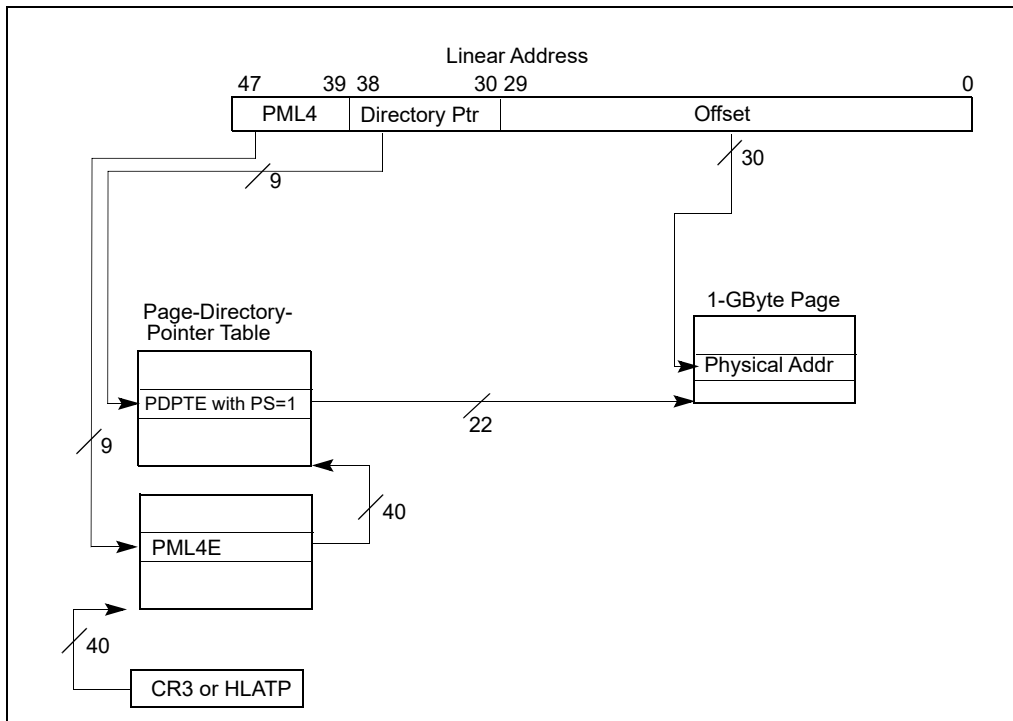 Linear Address
47 39 38 30 29 0
PML4 Directory Ptr Offset
9 30
1-GByte Page
Page-Directory-
Pointer Table
Physical Addr
PDPTE with PS=1
22
9
40
PML4E
40
CR3 or HLATP